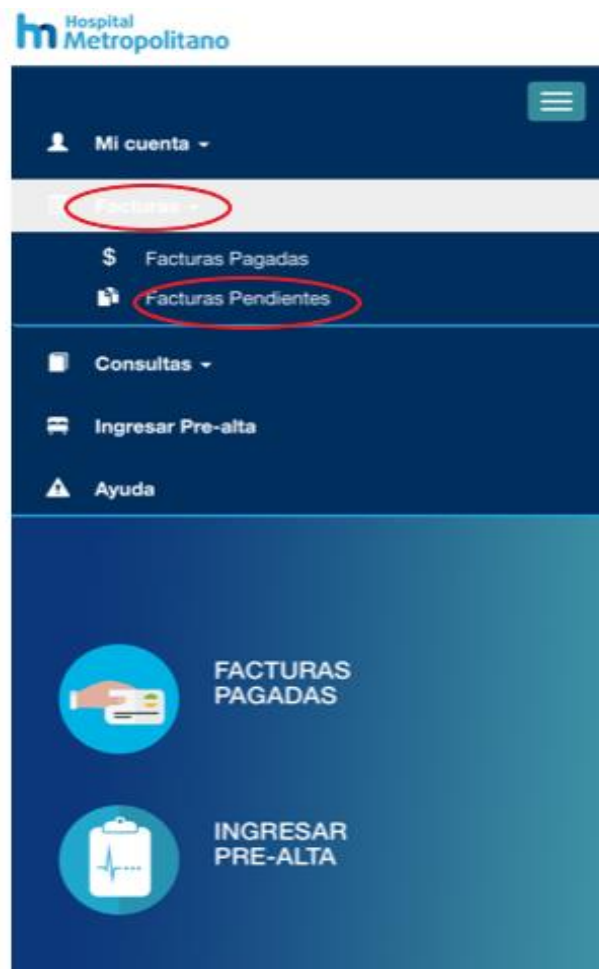 hm Hospital
Metropolitano
Mi cuenta
Facturas
$ Facturas Pagadas
Facturas Pendientes
Consultas
Ingresar Pre-alta
Ayuda
FACTURAS
PAGADAS
INGRESAR
PRE-ALTA